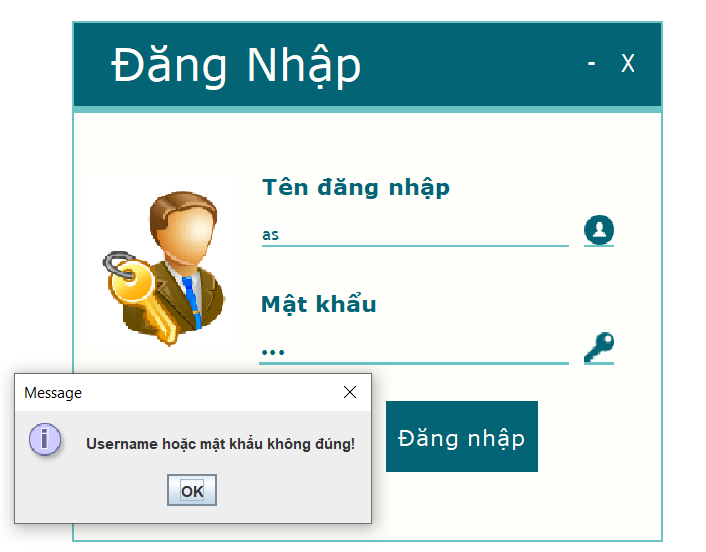 Đăng Nhập
- X
Tên đăng nhập
as
Mật khẩu
•••
Message
Username hoặc mật khẩu không đúng!
OK
Đăng nhập